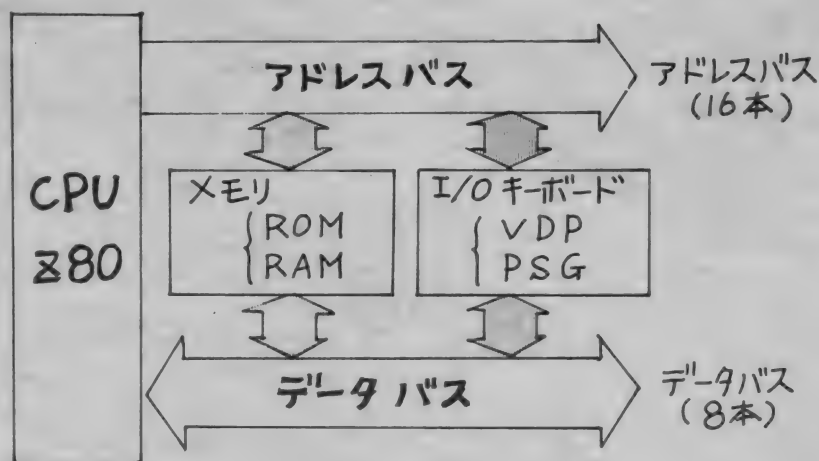 アドレスバス
アドレスバス
(16本)
CPU
Z80
メモリ
ROM
RAM
I/O キーボード
VDP
PSG
データバス
データバス
(8本)